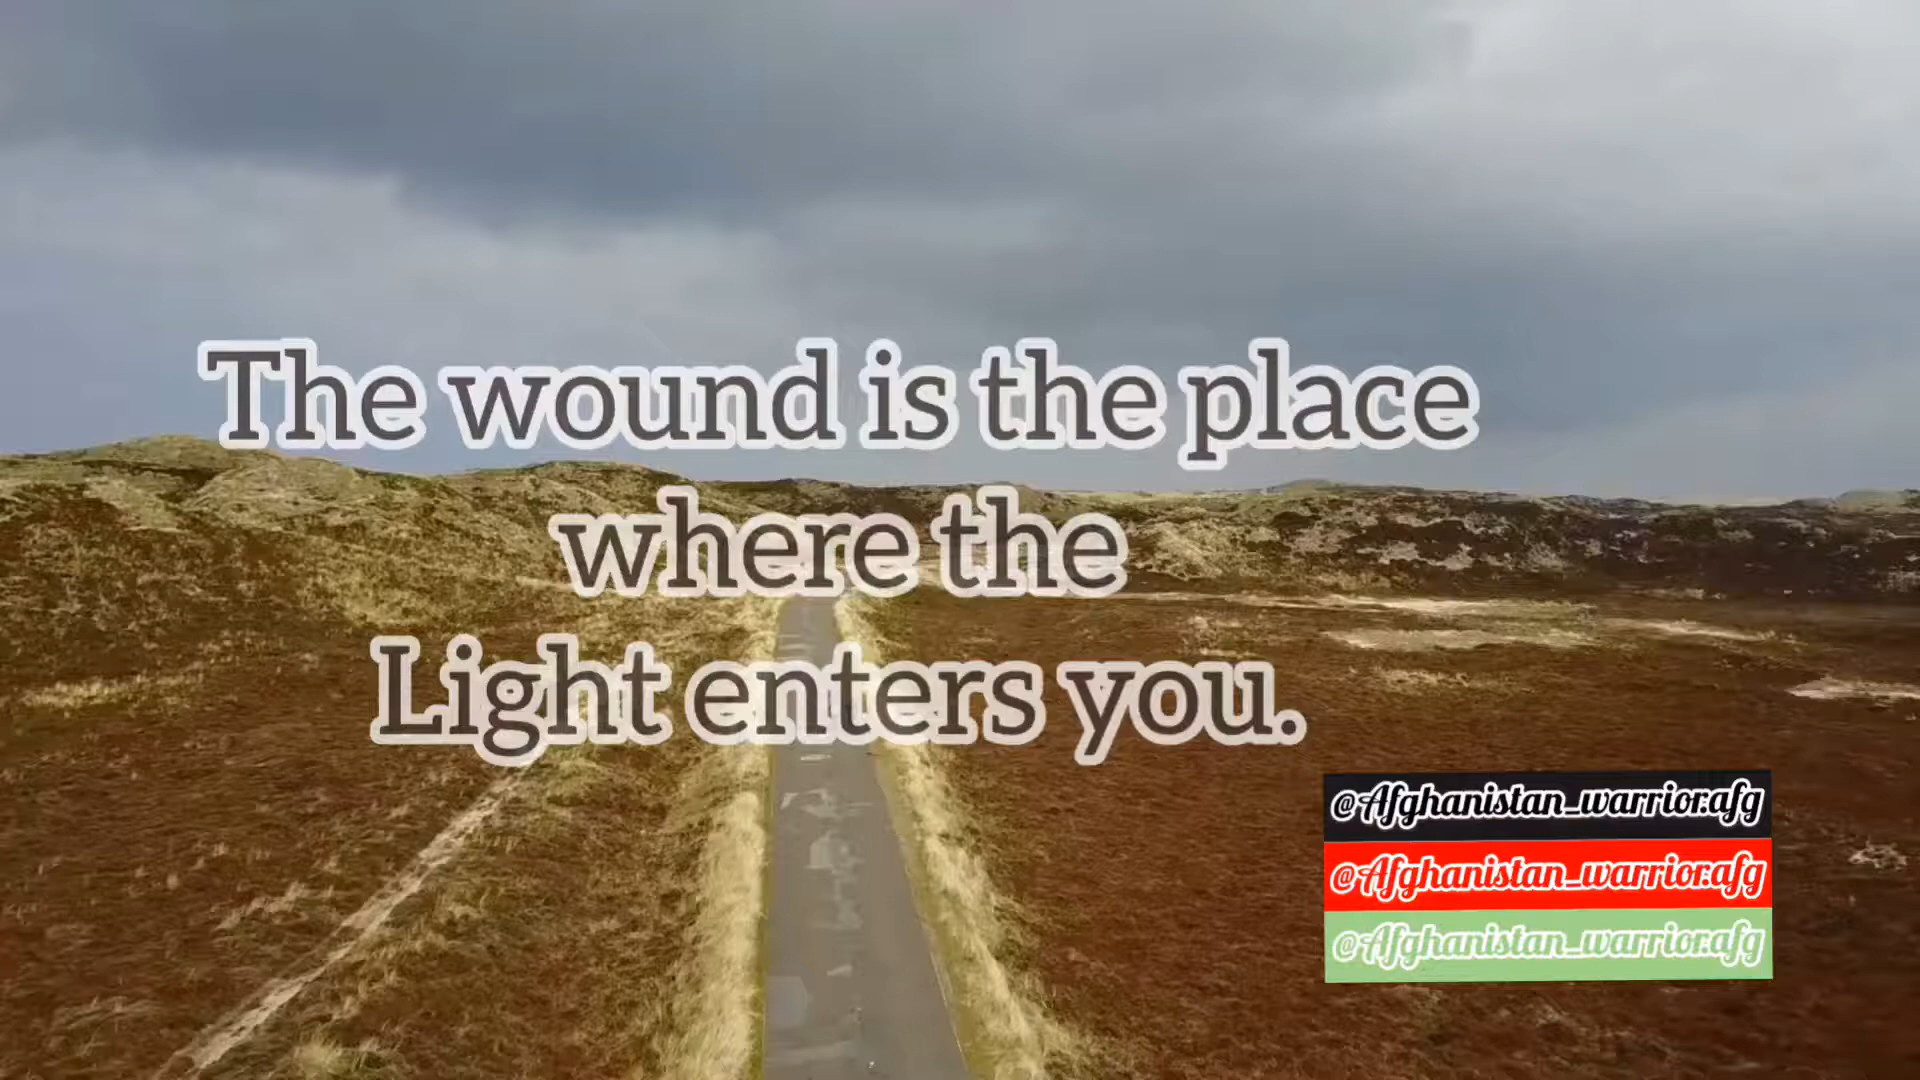 The wound is the place
where the
Light enters you.
@Afghanistan_warrior.afg
@Afghanistan_warrior.afg
@Afghanistan_warrior.afg